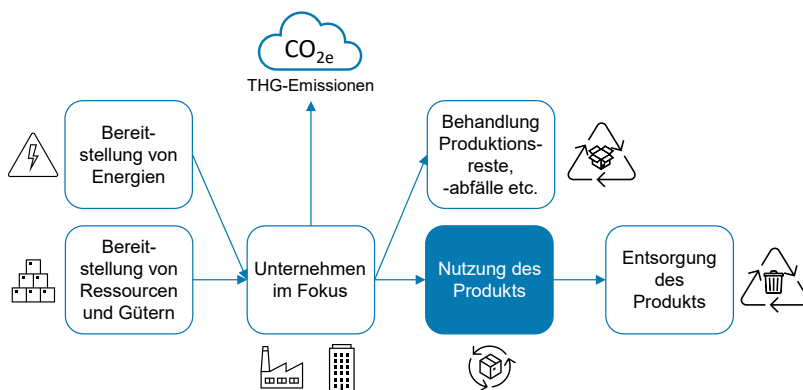 CO2e
THG-Emissionen
Bereit-
stellung von
Energien
Behandlung
Produktions-
reste,
-abfälle etc.
Bereit-
stellung von
Ressourcen
und Gütern
Unternehmen
im Fokus
Nutzung des
Produkts
Entsorgung
des
Produkts